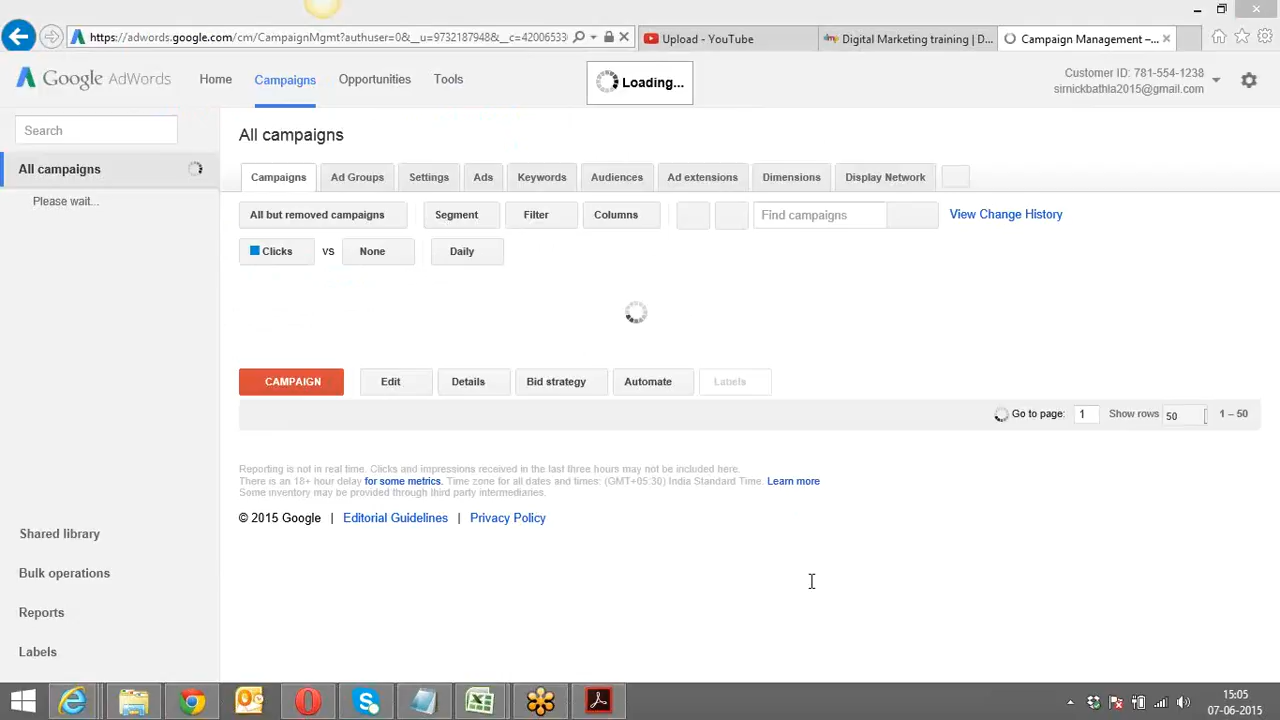 https://adwords.google.com/cm/CampaignMgmt?authuser=0&__u=9732187948&__c=42006533
Upload - YouTube
Digital Marketing training | D...
Campaign Management –...
Google AdWords
Home
Campaigns
Opportunities
Tools
Loading...
Customer ID: 781-554-1238
sirnickbathla2015@gmail.com
Search
All campaigns
Please wait...
All campaigns
Campaigns
Ad Groups
Settings
Ads
Keywords
Audiences
Ad extensions
Dimensions
Display Network
All but removed campaigns
Segment
Filter
Columns
Find campaigns
View Change History
Clicks
vs
None
Daily
CAMPAIGN
Edit
Details
Bid strategy
Automate
Labels
Go to page: 1
Show rows 50
1 – 50
Reporting is not in real time. Clicks and impressions received in the last three hours may not be included here.
There is an 18+ hour delay for some metrics. Time zone for all dates and times: (GMT+05:30) India Standard Time. Learn more
Some inventory may be provided through third party intermediaries.
© 2015 Google | Editorial Guidelines | Privacy Policy
Shared library
Bulk operations
Reports
Labels
15:05
07-06-2015